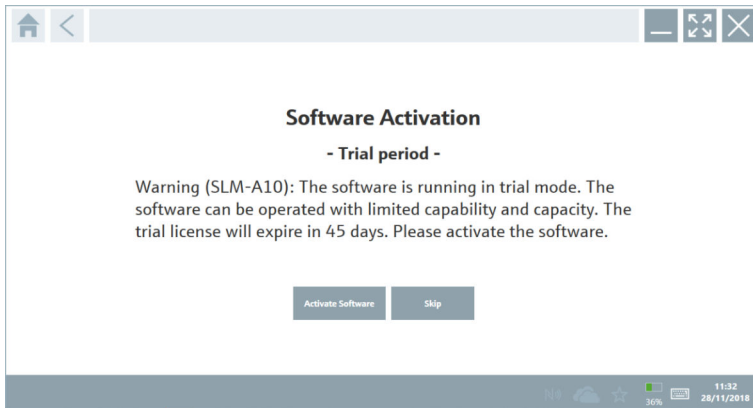 Software Activation
- Trial period -
Warning (SLM-A10): The software is running in trial mode. The
software can be operated with limited capability and capacity. The
trial license will expire in 45 days. Please activate the software.
Activate Software Skip
36% 11:32
28/11/2018